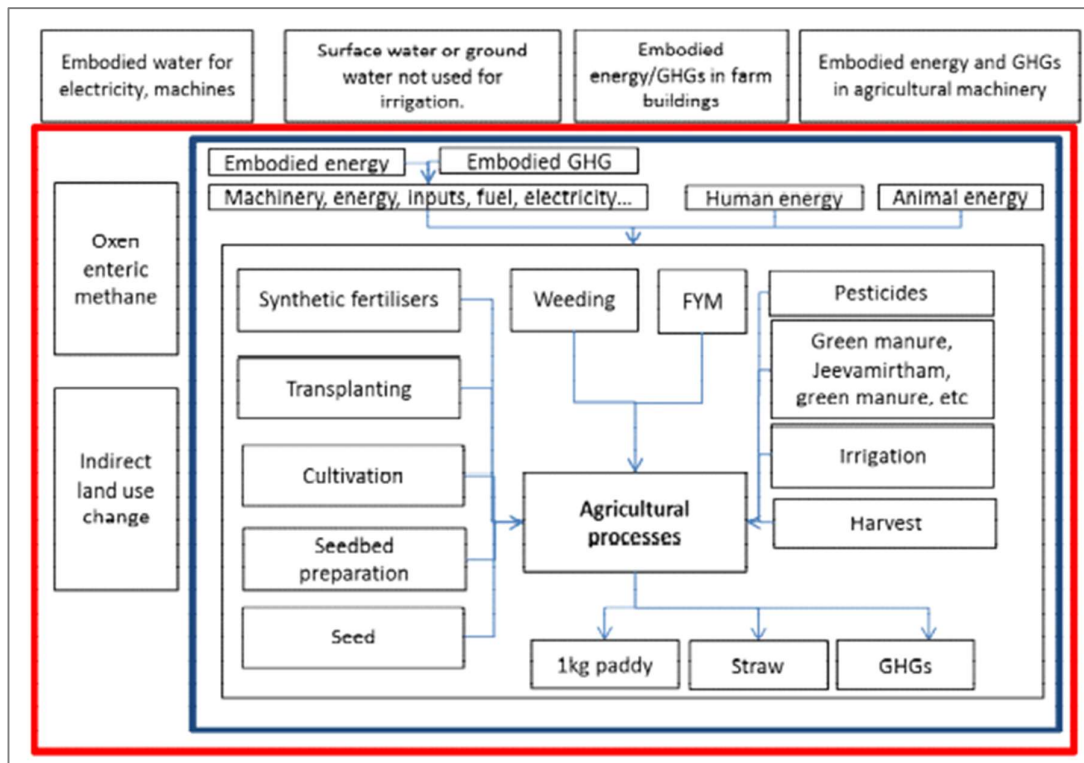 Embodied water for
electricity, machines
Surface water or ground
water not used for
irrigation.
Embodied
energy/GHGs in farm
buildings
Embodied energy and GHGs
in agricultural machinery
Embodied energy
Embodied GHG
Machinery, energy, inputs, fuel, electricity...
Human energy
Animal energy
Oxen
enteric
methane
Indirect
land use
change
Synthetic fertilisers
Transplanting
Cultivation
Seedbed
preparation
Seed
Weeding
FYM
Pesticides
Green manure,
Jeevamirtham,
green manure, etc
Irrigation
Harvest
Agricultural
processes
1kg paddy
Straw
GHGs